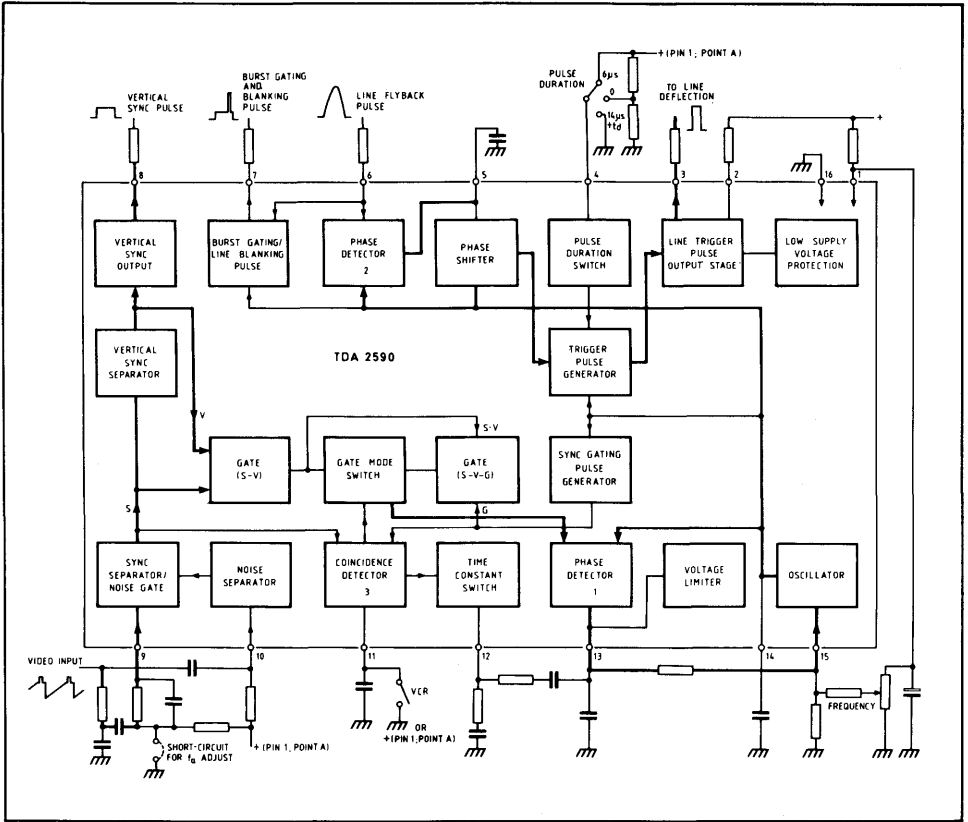 +(PIN 1; POINT A)
VERTICAL
SYNC PULSE
BURST GATING
AND
BLANKING
PULSE
LINE FLYBACK
PULSE
PULSE
DURATION
6µs
0
14µs
+td
TO LINE
DEFLECTION
+
8
7
6
5
4
3
2
16
1
VERTICAL
SYNC
OUTPUT
BURST GATING/
LINE BLANKING
PULSE
PHASE
DETECTOR
2
PHASE
SHIFTER
PULSE
DURATION
SWITCH
LINE TRIGGER
PULSE
OUTPUT STAGE
LOW SUPPLY
VOLTAGE
PROTECTION
VERTICAL
SYNC
SEPARATOR
TDA 2590
TRIGGER
PULSE
GENERATOR
V
S-V
GATE
(S-V)
GATE MODE
SWITCH
GATE
(S-V-G)
SYNC GATING
PULSE
GENERATOR
S
G
SYNC
SEPARATOR/
NOISE GATE
NOISE
SEPARATOR
COINCIDENCE
DETECTOR
3
TIME
CONSTANT
SWITCH
PHASE
DETECTOR
1
VOLTAGE
LIMITER
OSCILLATOR
9
10
11
12
13
14
15
VIDEO INPUT
VCR
OR
+(PIN 1; POINT A)
FREQUENCY
SHORT-CIRCUIT
FOR fo ADJUST
+(PIN 1; POINT A)